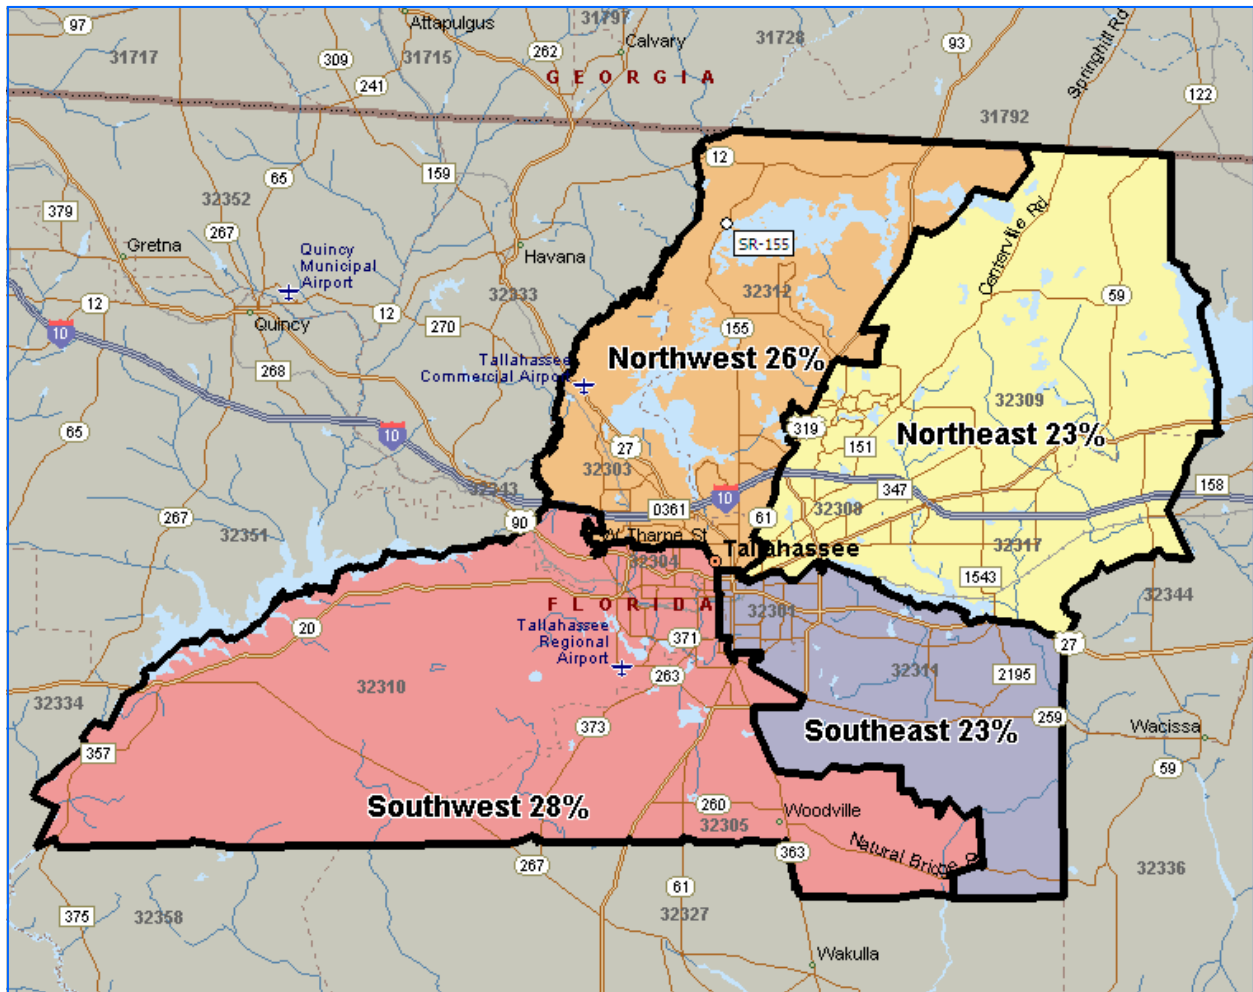 97
Attapulgus
31797
31728
Springhill Rd
31717
309
31715
262
Calvary
93
241
GEORGIA
122
31792
12
65
159
32352
379
267
Gretna
Quincy
Municipal
Airport
Havana
SR-155
Centerville Rd
12
Quincy
12
32333
32312
59
10
270
155
268
Tallahassee
Commercial Airport
Northwest 26%
32309
65
10
27
319
151
Northeast 23%
32303
32343
10
347
158
267
90
0361
61
32308
32351
W Tharpe St
Tallahassee
32317
32304
1543
32344
FLORIDA
32301
20
Tallahassee
Regional
Airport
371
27
263
32311
2195
32310
32334
259
373
Southeast 23%
Wacissa
357
59
Southwest 28%
260
Woodville
32305
363
Natural Bridge Rd
267
32336
61
375
32358
32327
Wakulla